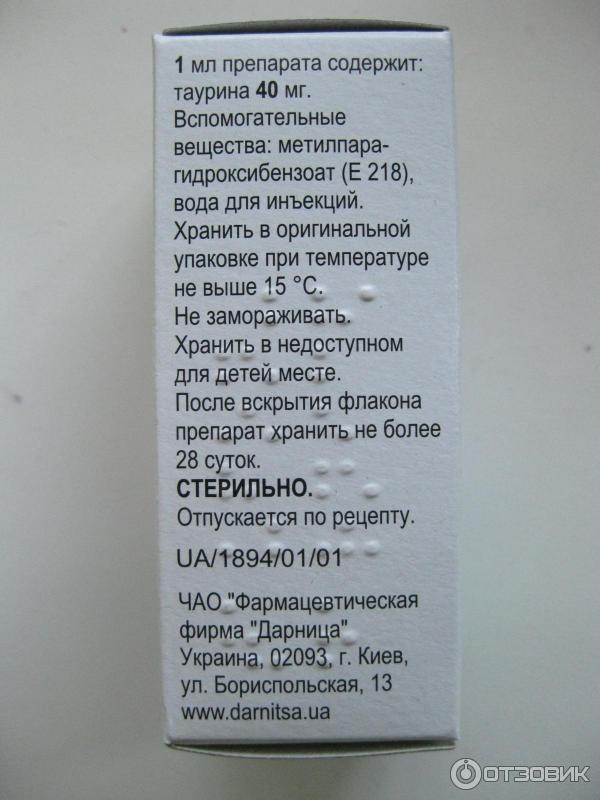 1 мл препарата содержит:
таурина 40 мг.
Вспомогательные
вещества: метилпара-
гидроксибензоат (Е 218),
вода для инъекций.
Хранить в оригинальной
упаковке при температуре
не выше 15 °С.
Не замораживать.
Хранить в недоступном
для детей месте.
После вскрытия флакона
препарат хранить не более
28 суток.
СТЕРИЛЬНО.
Отпускается по рецепту.
UA/1894/01/01
ЧАО "Фармацевтическая
фирма "Дарница"
Украина, 02093, г. Киев,
ул. Бориспольская, 13
www.darnitsa.ua
ОТЗОВИК